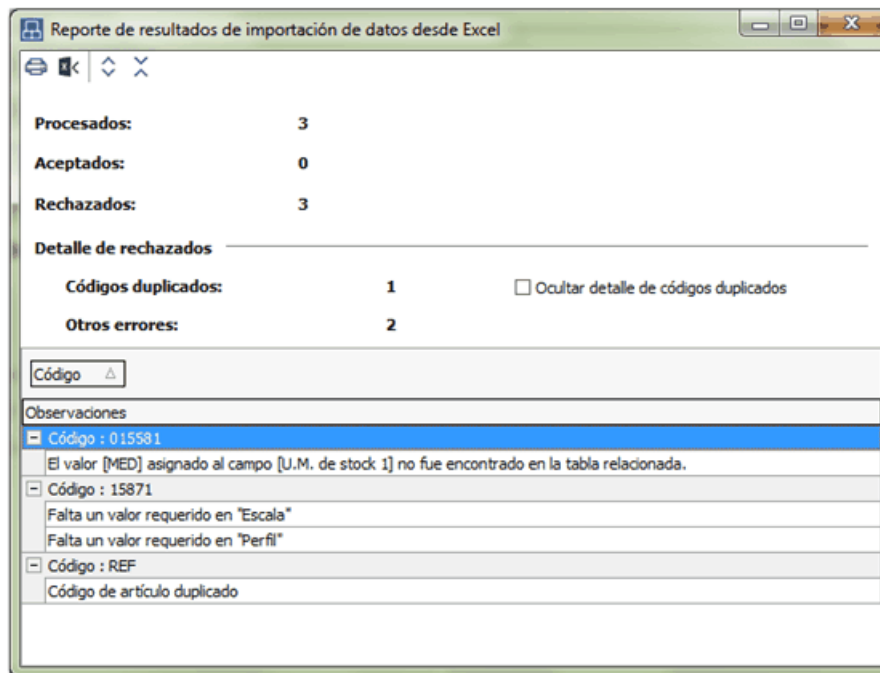 Reporte de resultados de importación de datos desde Excel
Procesados: 3
Aceptados: 0
Rechazados: 3
Detalle de rechazados
Códigos duplicados: 1 Ocultar detalle de códigos duplicados
Otros errores: 2
Código
Observaciones
Código : 015581
El valor [MED] asignado al campo [U.M. de stock 1] no fue encontrado en la tabla relacionada.
Código : 15871
Falta un valor requerido en "Escala"
Falta un valor requerido en "Perfil"
Código : REF
Código de artículo duplicado